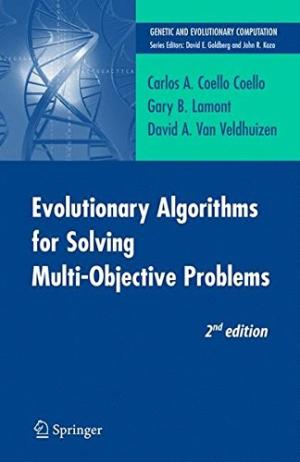 GENETIC AND EVOLUTIONARY COMPUTATION
Series Editors: David E. Goldberg and John R. Koza
Carlos A. Coello Coello
Gary B. Lamont
David A. Van Veldhuizen
Evolutionary Algorithms
for Solving
Multi-Objective Problems
2nd edition
Springer